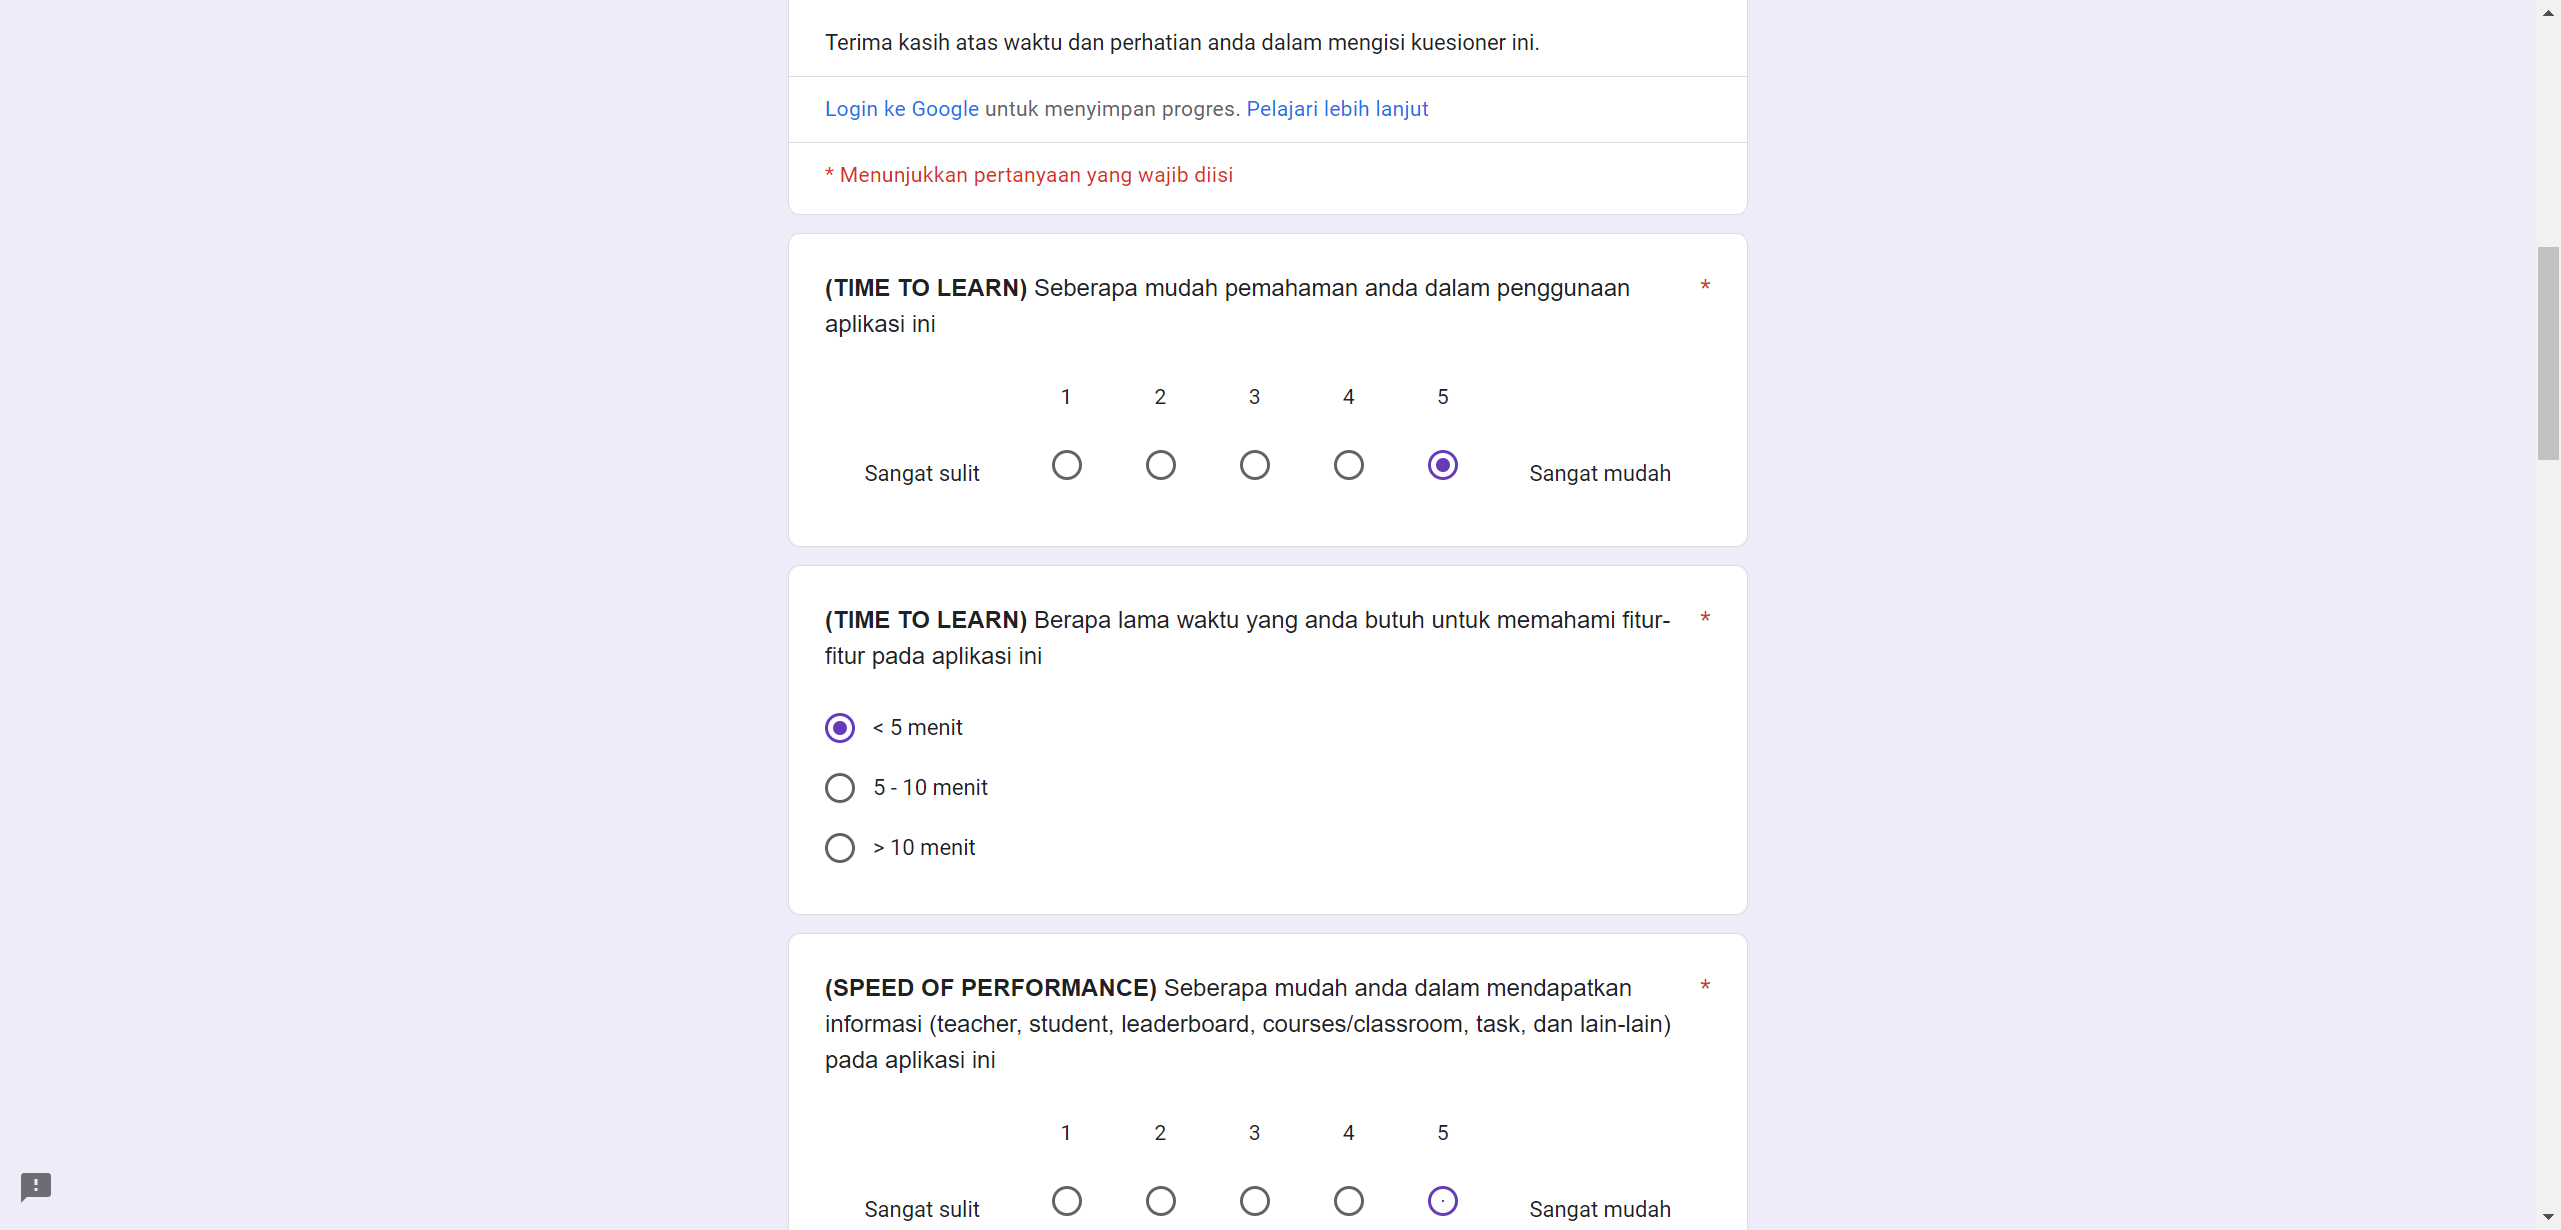 Terima kasih atas waktu dan perhatian anda dalam mengisi kuesioner ini.
Login ke Google untuk menyimpan progres. Pelajari lebih lanjut
* Menunjukkan pertanyaan yang wajib diisi
(TIME TO LEARN) Seberapa mudah pemahaman anda dalam penggunaan *
aplikasi ini
1 2 3 4 5
Sangat sulit Sangat mudah
(TIME TO LEARN) Berapa lama waktu yang anda butuh untuk memahami fitur- *
fitur pada aplikasi ini
< 5 menit
5 - 10 menit
> 10 menit
(SPEED OF PERFORMANCE) Seberapa mudah anda dalam mendapatkan *
informasi (teacher, student, leaderboard, courses/classroom, task, dan lain-lain)
pada aplikasi ini
1 2 3 4 5
Sangat sulit Sangat mudah